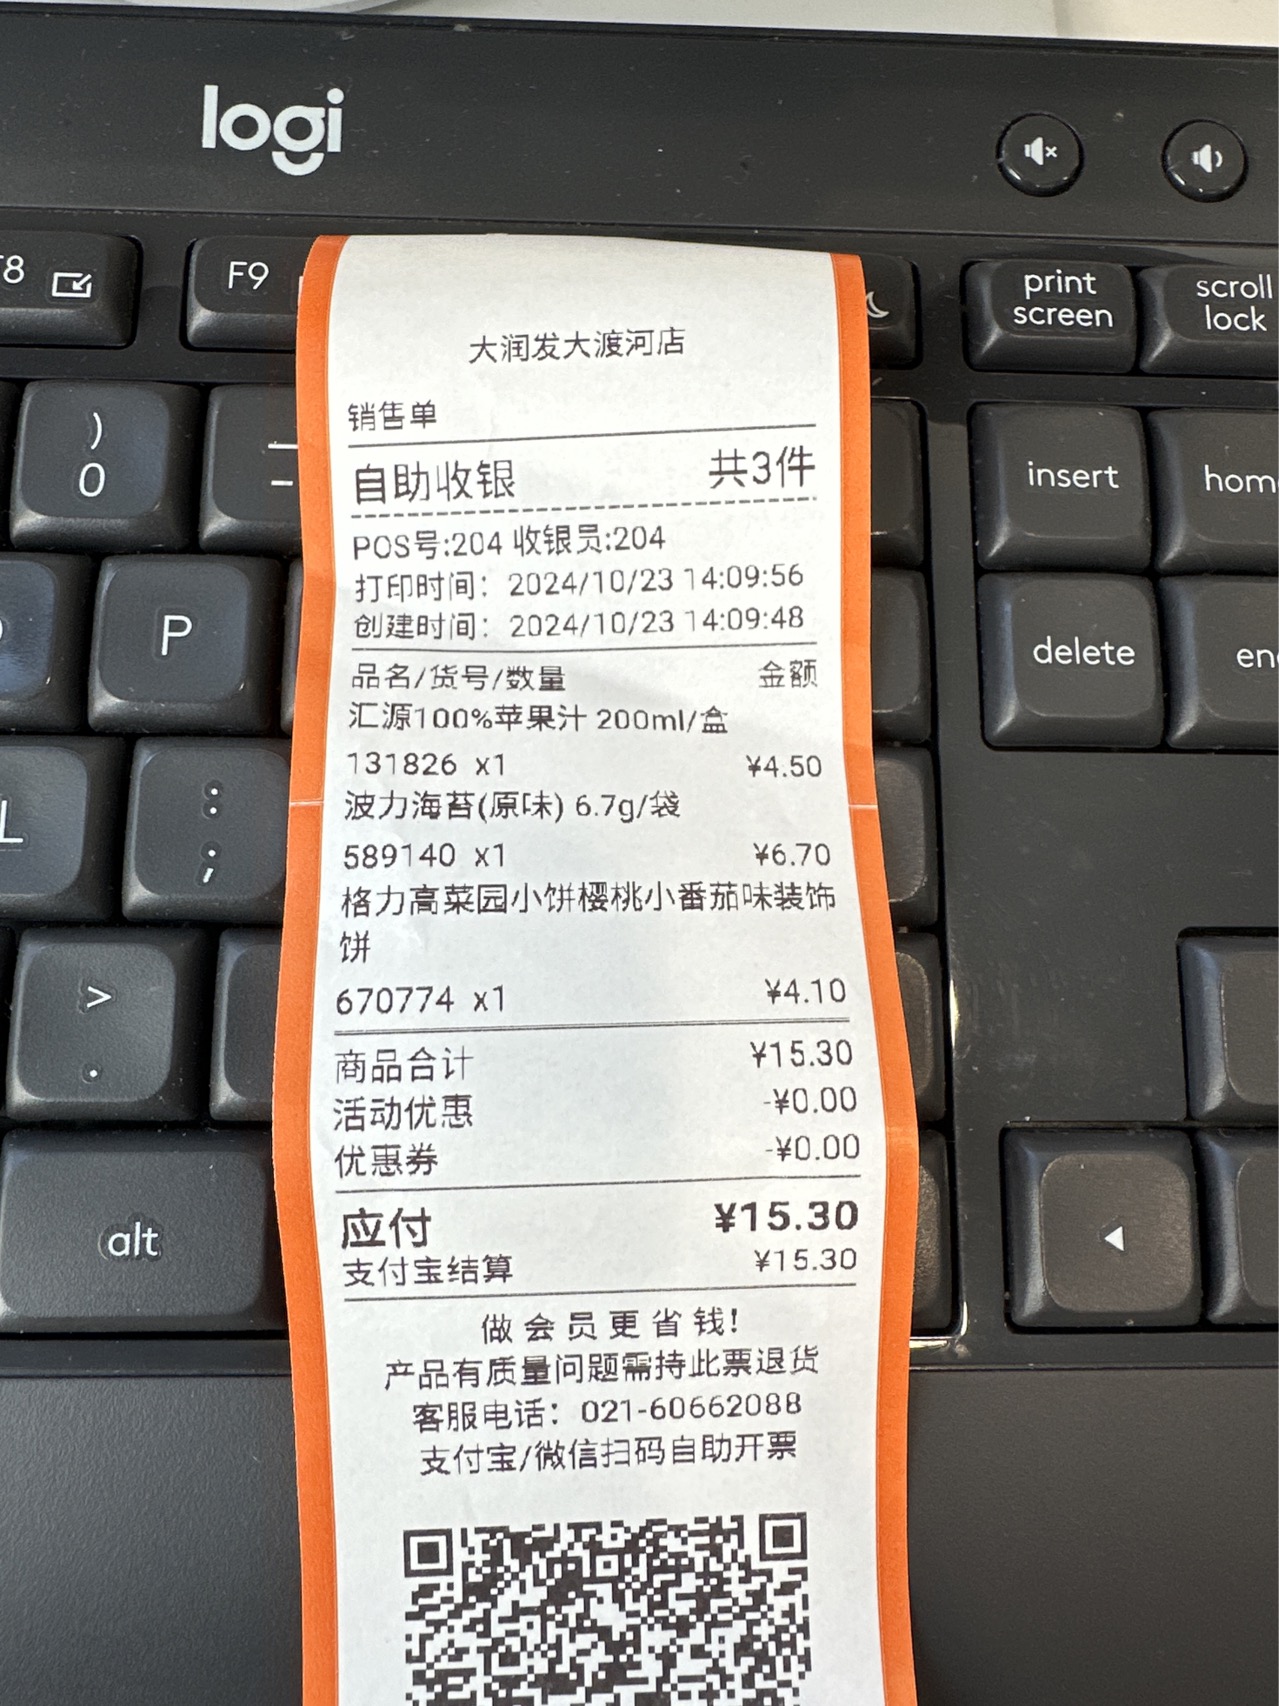 logi
F8
F9
print screen
scroll lock
)
0
insert
home
P
delete
L
:
;
>
.
alt
大润发大渡河店
销售单
自助收银 共3件
POS号:204 收银员:204
打印时间: 2024/10/23 14:09:56
创建时间: 2024/10/23 14:09:48
品名/货号/数量 金额
汇源100%苹果汁 200ml/盒
131826 x1 ¥4.50
波力海苔(原味) 6.7g/袋
589140 x1 ¥6.70
格力高菜园小饼樱桃小番茄味装饰
饼
670774 x1 ¥4.10
商品合计 ¥15.30
活动优惠 -¥0.00
优惠券 -¥0.00
应付 ¥15.30
支付宝结算 ¥15.30
做会员更省钱!
产品有质量问题需持此票退货
客服电话: 021-60662088
支付宝/微信扫码自助开票